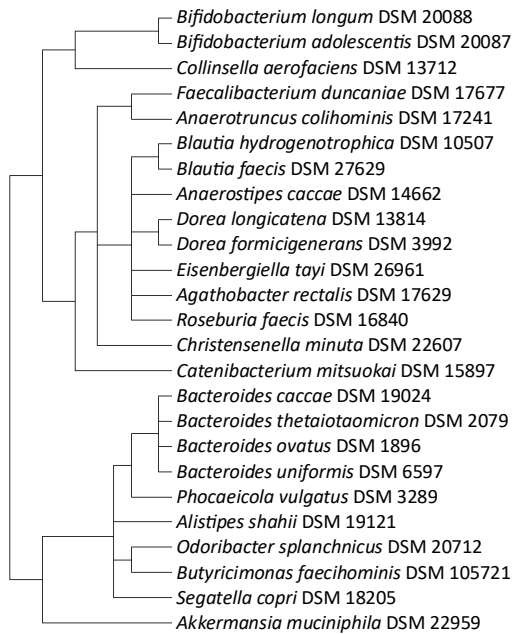 Bifidobacterium longum DSM 20088
Bifidobacterium adolescentis DSM 20087
Collinsella aerofaciens DSM 13712
Faecalibacterium duncaniae DSM 17677
Anaerotruncus colihominis DSM 17241
Blautia hydrogenotrophica DSM 10507
Blautia faecis DSM 27629
Anaerostipes caccae DSM 14662
Dorea longicatena DSM 13814
Dorea formicigenerans DSM 3992
Eisenbergiella tayi DSM 26961
Agathobacter rectalis DSM 17629
Roseburia faecis DSM 16840
Christensenella minuta DSM 22607
Catenibacterium mitsuokai DSM 15897
Bacteroides caccae DSM 19024
Bacteroides thetaiotaomicron DSM 2079
Bacteroides ovatus DSM 1896
Bacteroides uniformis DSM 6597
Phocaeicola vulgatus DSM 3289
Alistipes shahii DSM 19121
Odoribacter splanchnicus DSM 20712
Butyricimonas faecihominis DSM 105721
Segatella copri DSM 18205
Akkermansia muciniphila DSM 22959